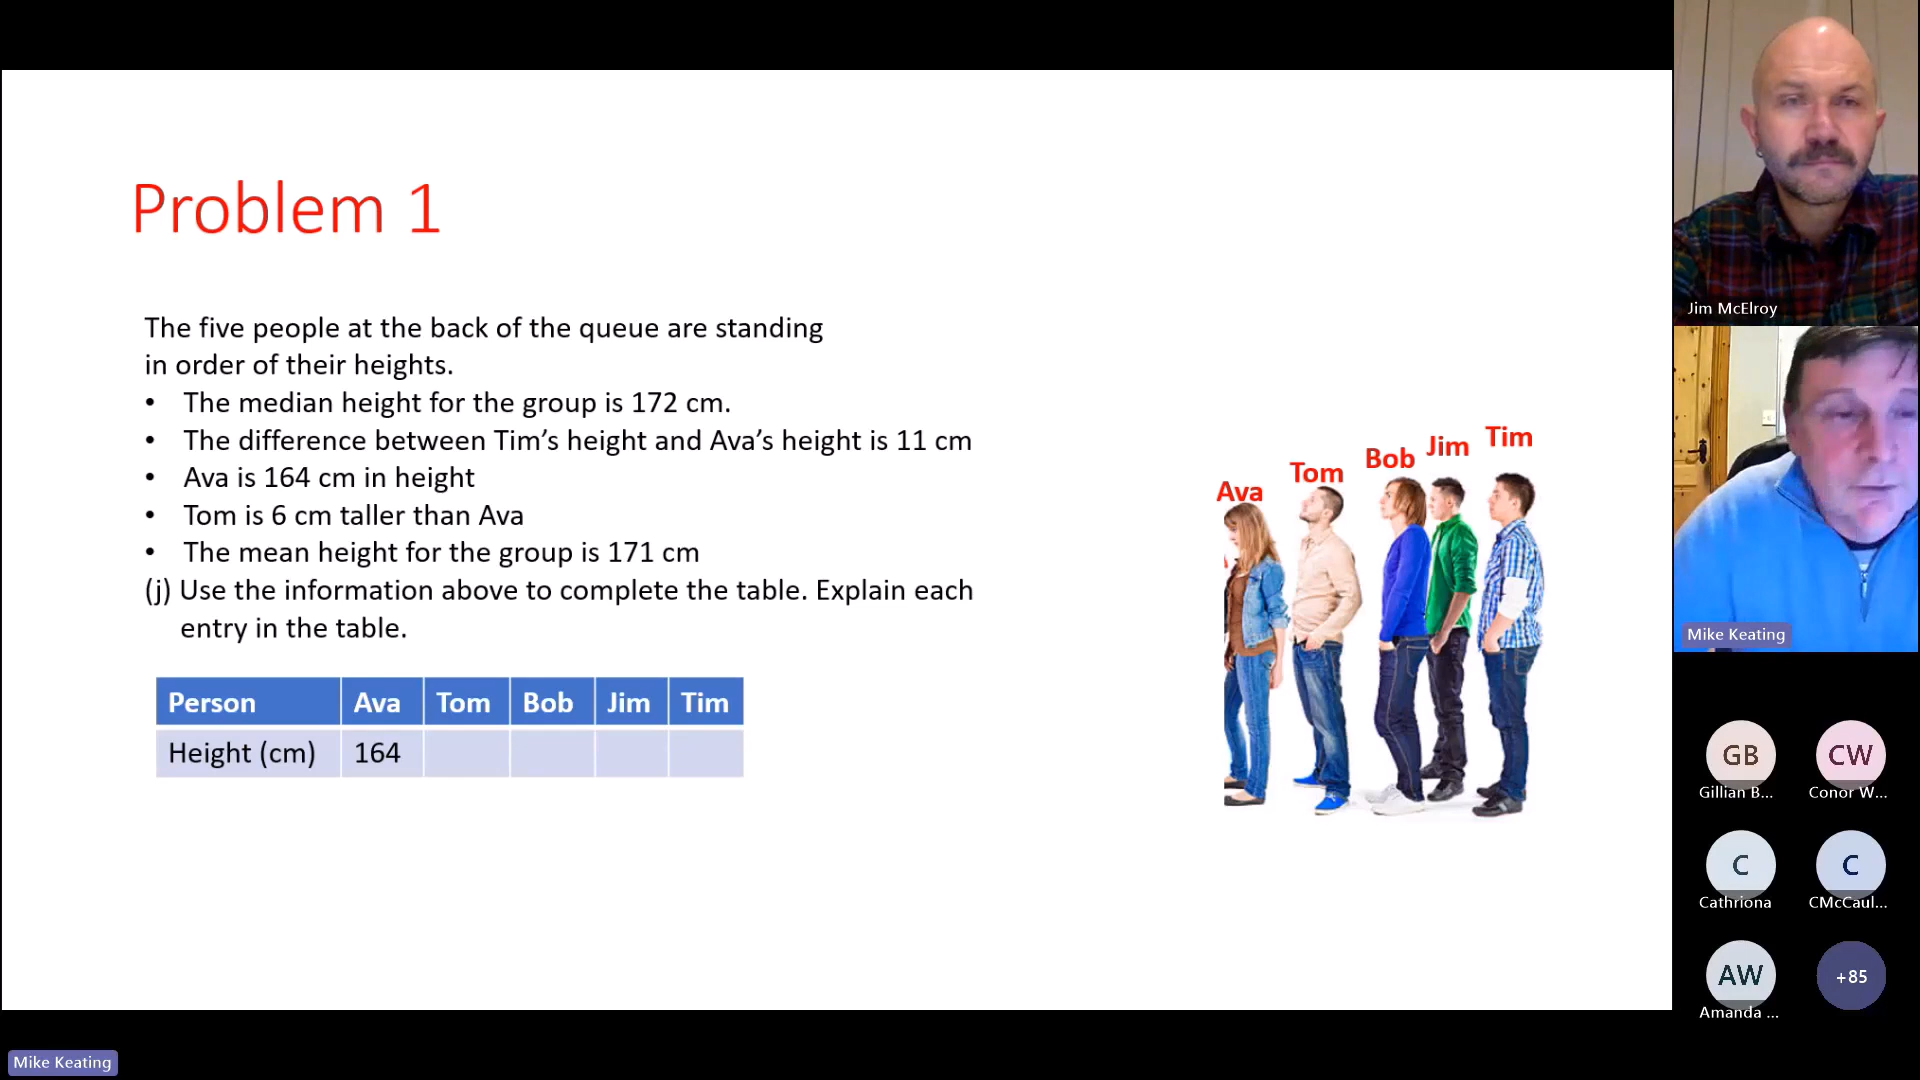 Problem 1
The five people at the back of the queue are standing
in order of their heights.
• The median height for the group is 172 cm.
• The difference between Tim’s height and Ava’s height is 11 cm
• Ava is 164 cm in height
• Tom is 6 cm taller than Ava
• The mean height for the group is 171 cm
(j) Use the information above to complete the table. Explain each
entry in the table.
Person Ava Tom Bob Jim Tim
Height (cm) 164
Ava
Tom
Bob
Jim
Tim
Jim McElroy
Mike Keating
GB
Gillian B...
CW
Conor W...
C
Cathriona
C
CMcCaul...
AW
Amanda ...
+85
Mike Keating